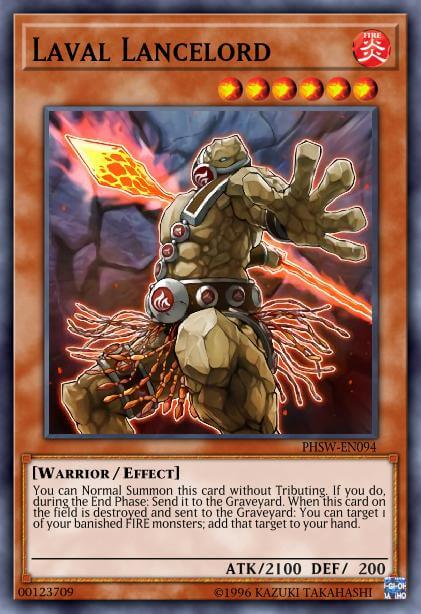 LAVAL LANCELORD
FIRE
炎
PHSW-EN094
[WARRIOR / EFFECT]
You can Normal Summon this card without Tributing. If you do,
during the End Phase: Send it to the Graveyard. When this card on
the field is destroyed and sent to the Graveyard: You can target 1
of your banished FIRE monsters; add that target to your hand.
ATK/2100 DEF/ 200
00123709
©1996 KAZUKI TAKAHASHI